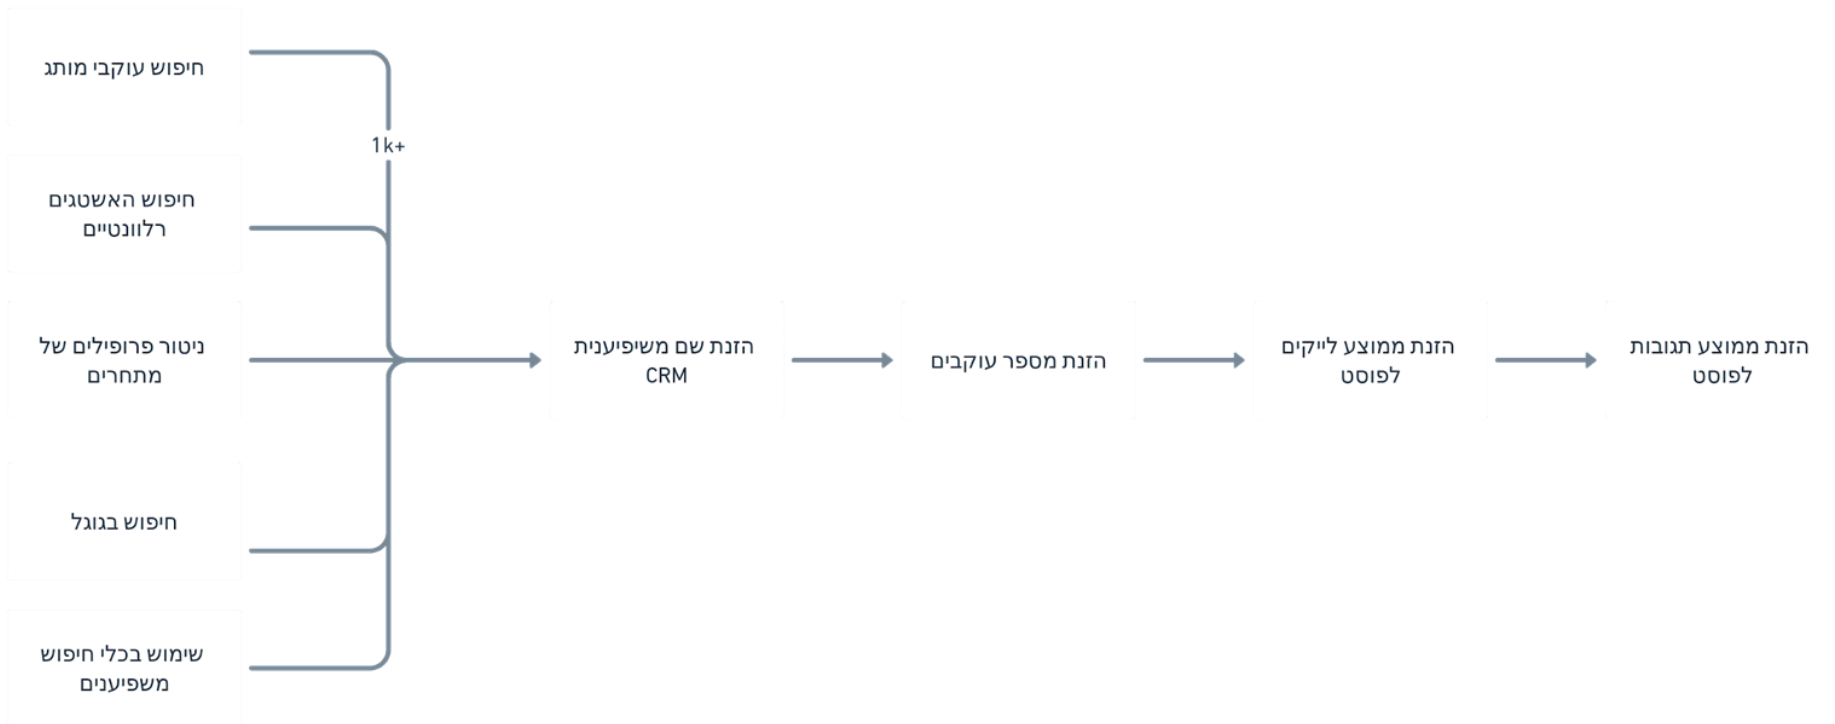 חיפוש עוקבי מותג
1k+
חיפוש האשטגים
רלוונטיים
ניטור פרופילים של
מתחרים
חיפוש בגוגל
שימוש בכלי חיפוש
משפיענים
הזנת שם משיפיענית
CRM
הזנת מספר עוקבים
הזנת ממוצע לייקים
לפוסט
הזנת ממוצע תגובות
לפוסט